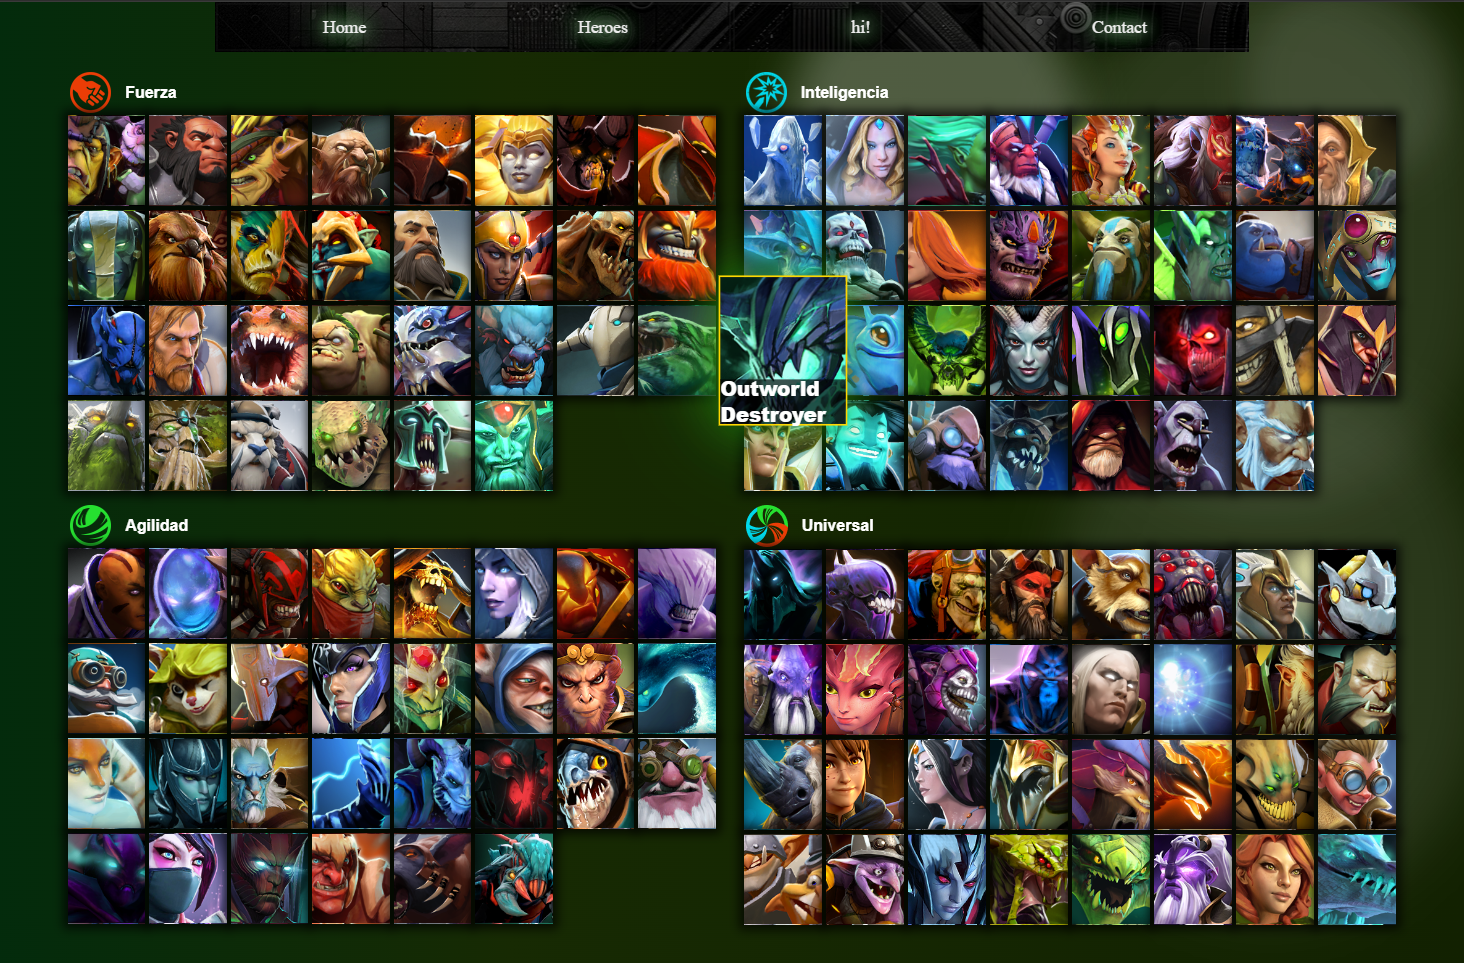 Home
Heroes
hi!
Contact
Fuerza
Inteligencia
Outworld
Destroyer
Agilidad
Universal